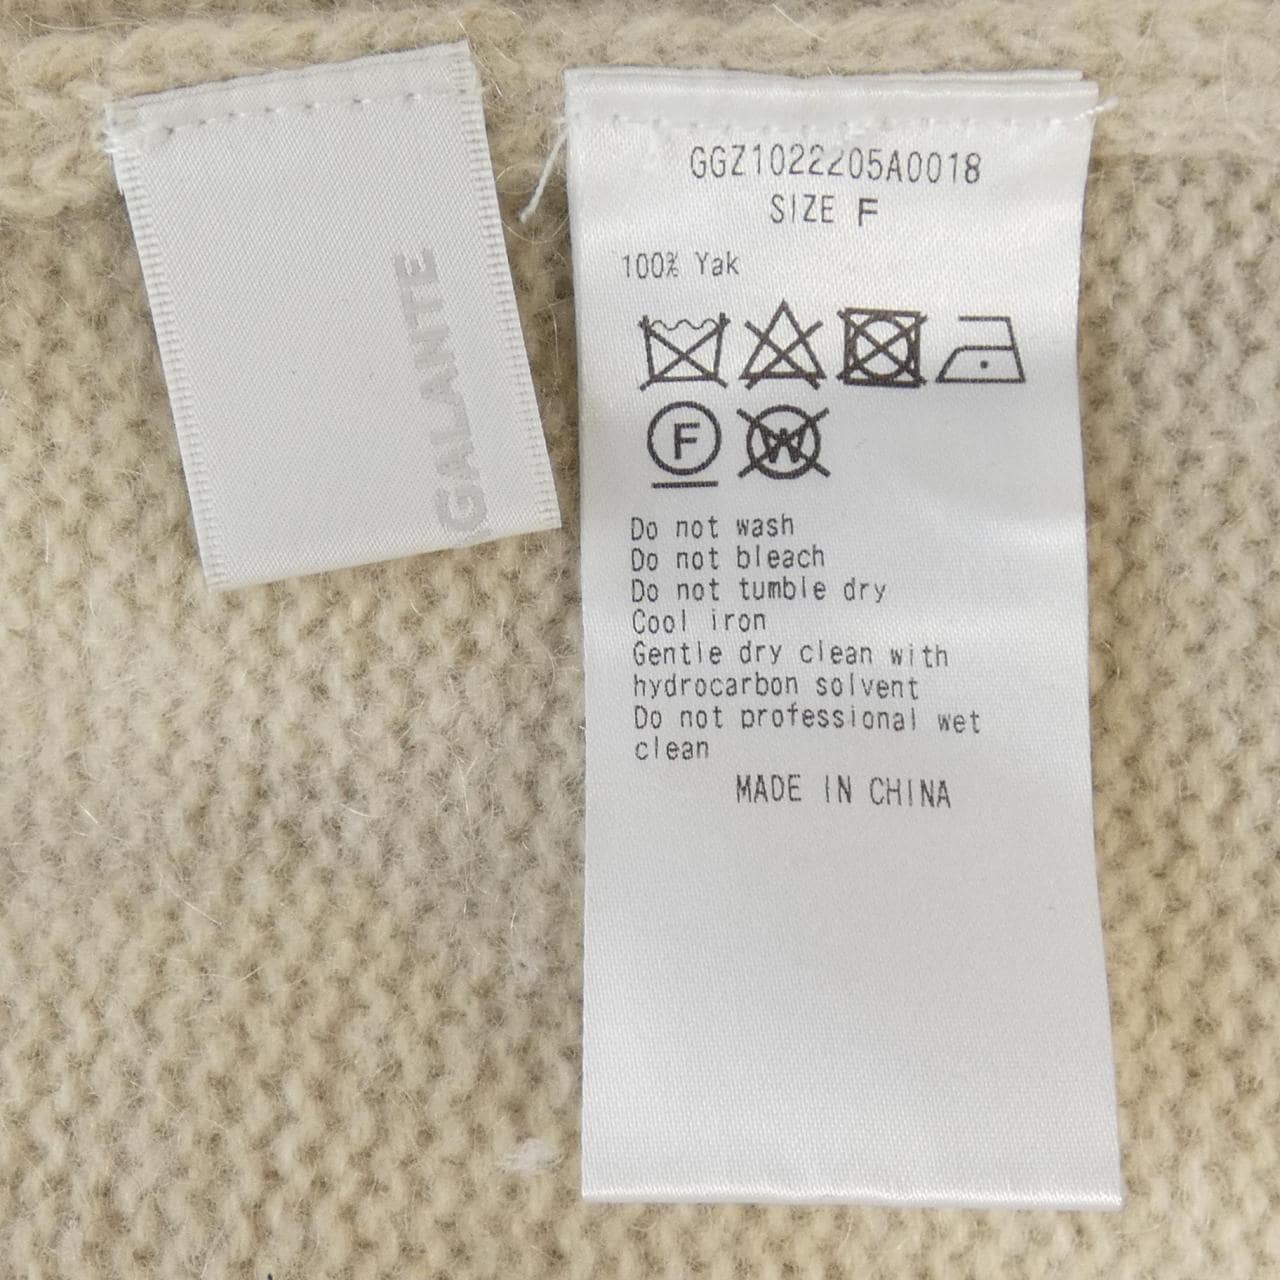 GALANTE
GGZ1022205A0018
SIZE F
100% Yak
F
W
Do not wash
Do not bleach
Do not tumble dry
Cool iron
Gentle dry clean with
hydrocarbon solvent
Do not professional wet
clean
MADE IN CHINA